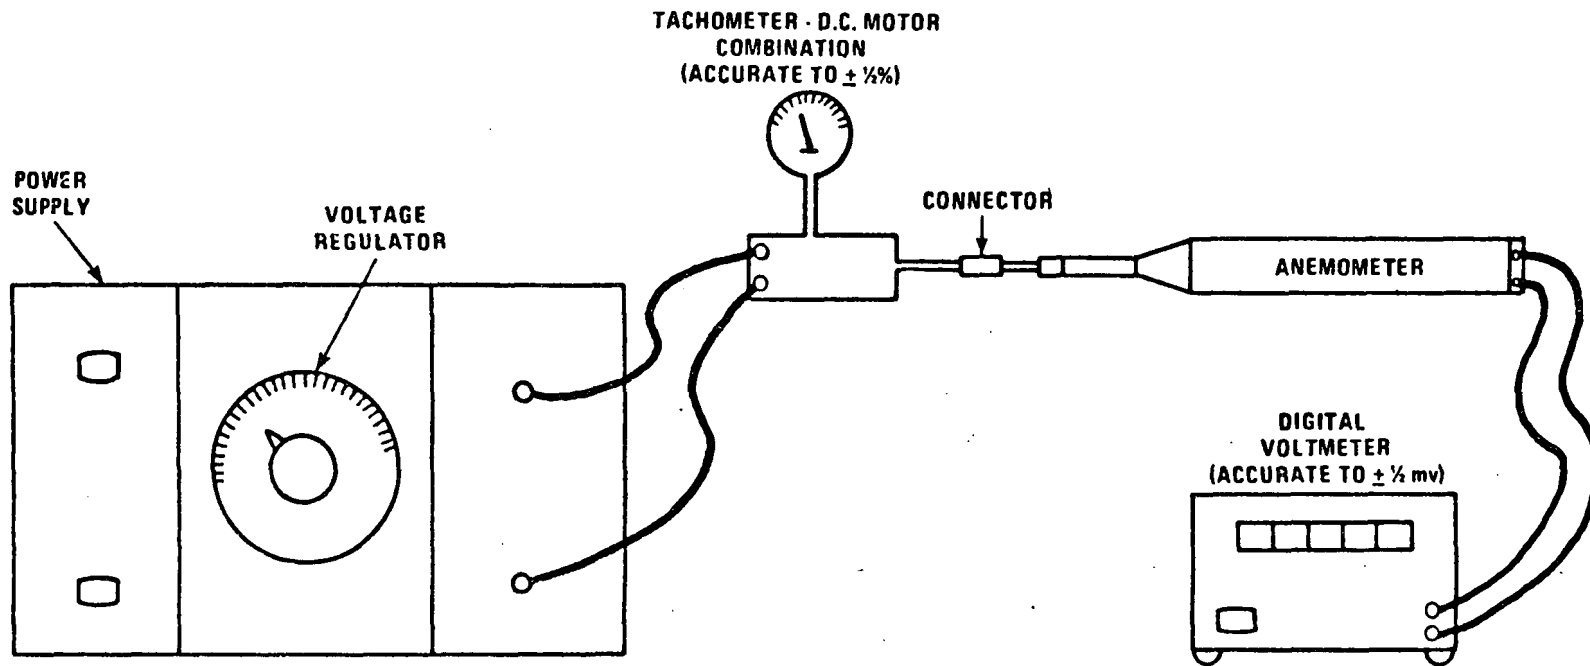 TACHOMETER · D.C. MOTOR
COMBINATION
(ACCURATE TO ± ½%)
POWER
SUPPLY
VOLTAGE
REGULATOR
CONNECTOR
ANEMOMETER
DIGITAL
VOLTMETER
(ACCURATE TO ± ½ mv)